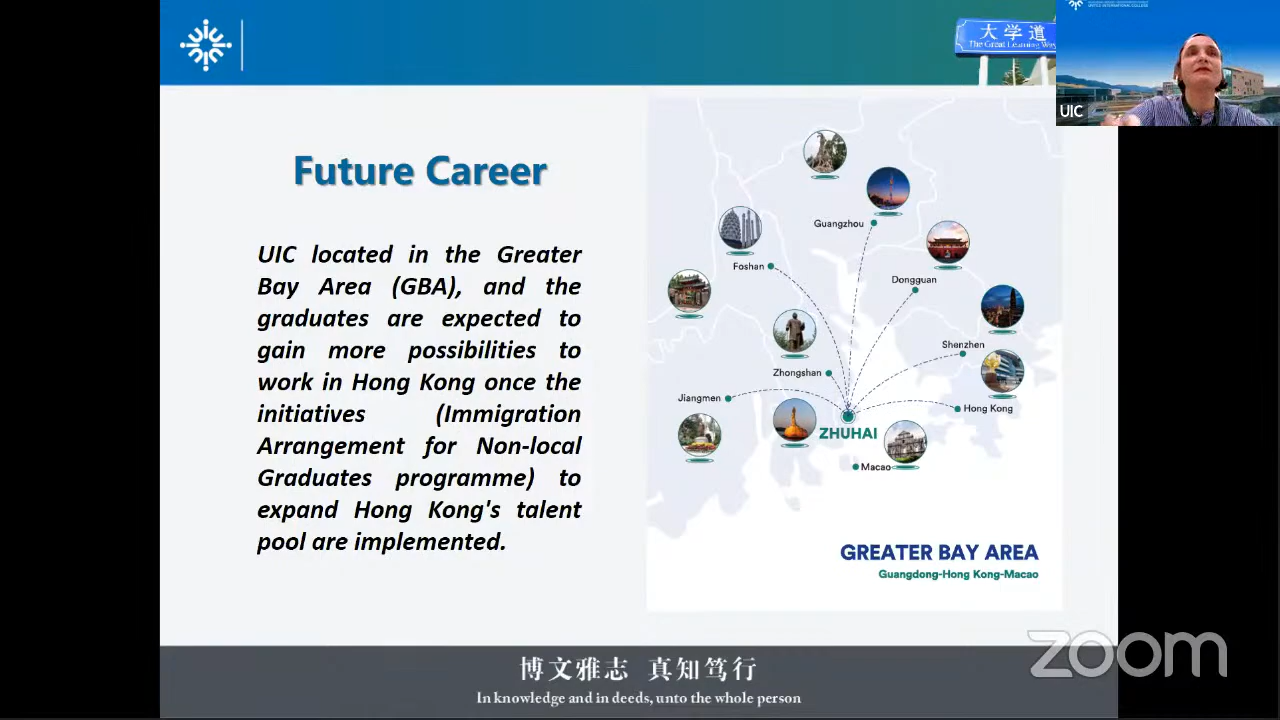 UIC
大学道
The Great Learning Way
UIC
Future Career
UIC located in the Greater
Bay Area (GBA), and the
graduates are expected to
gain more possibilities to
work in Hong Kong once the
initiatives (Immigration
Arrangement for Non-local
Graduates programme) to
expand Hong Kong's talent
pool are implemented.
Guangzhou
Foshan
Dongguan
Shenzhen
Zhongshan
Jiangmen
Hong Kong
ZHUHAI
Macao
GREATER BAY AREA
Guangdong-Hong Kong-Macao
zoom
博文雅志 真知笃行
In knowledge and in deeds, unto the whole person